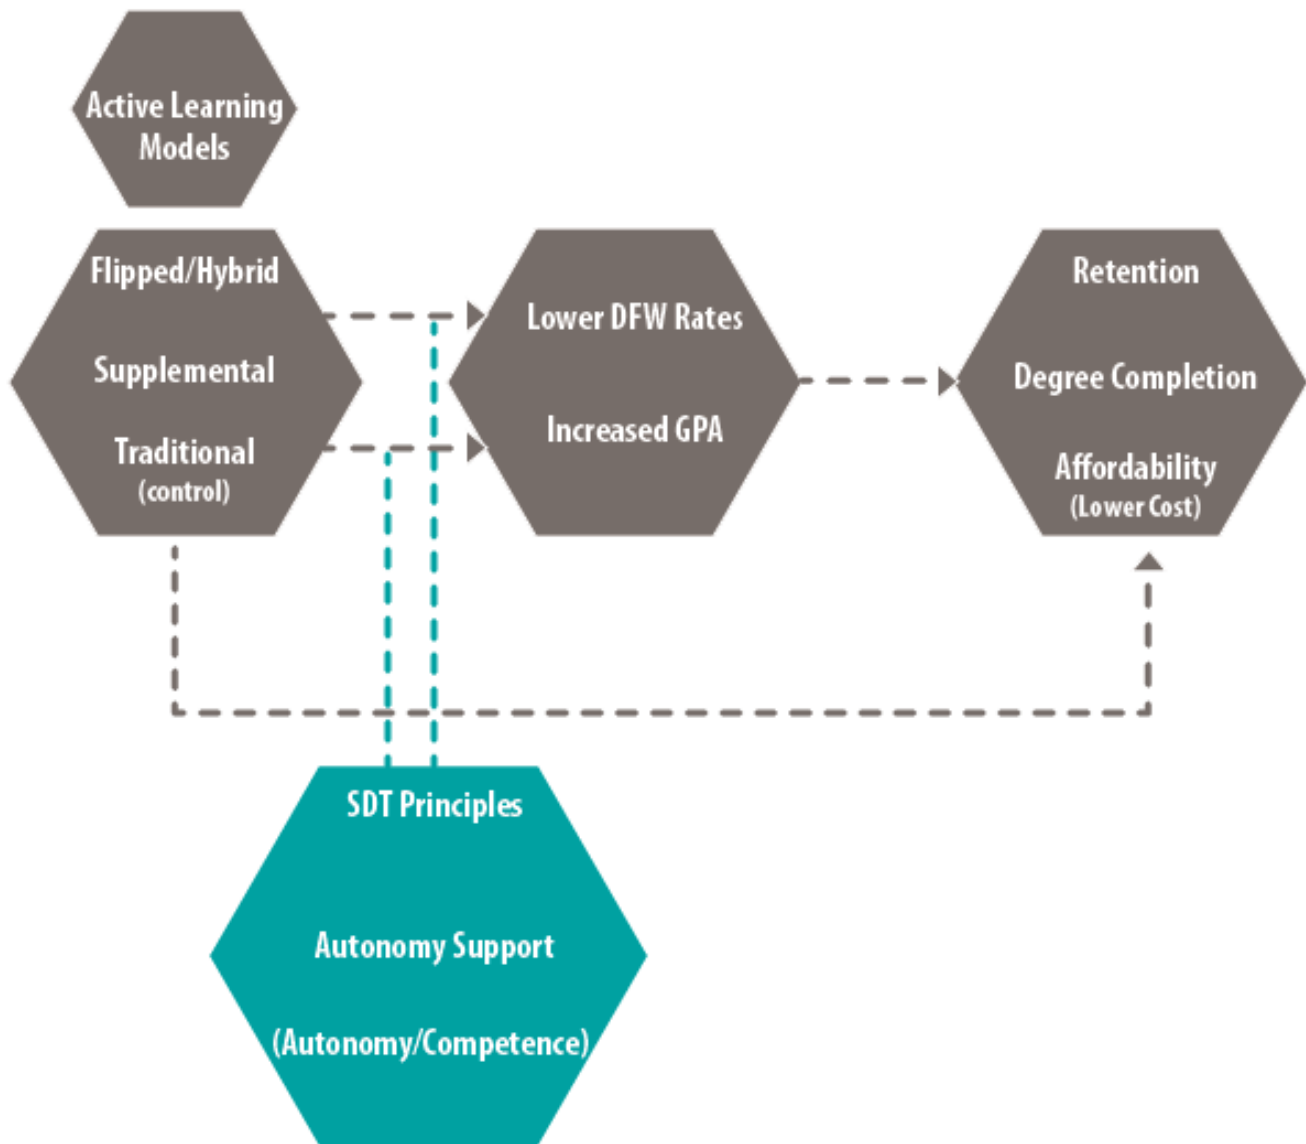 Active Learning
Models
Flipped/Hybrid
Supplemental
Traditional
(control)
Lower DFW Rates
Increased GPA
Retention
Degree Completion
Affordability
(Lower Cost)
SDT Principles
Autonomy Support
(Autonomy/Competence)